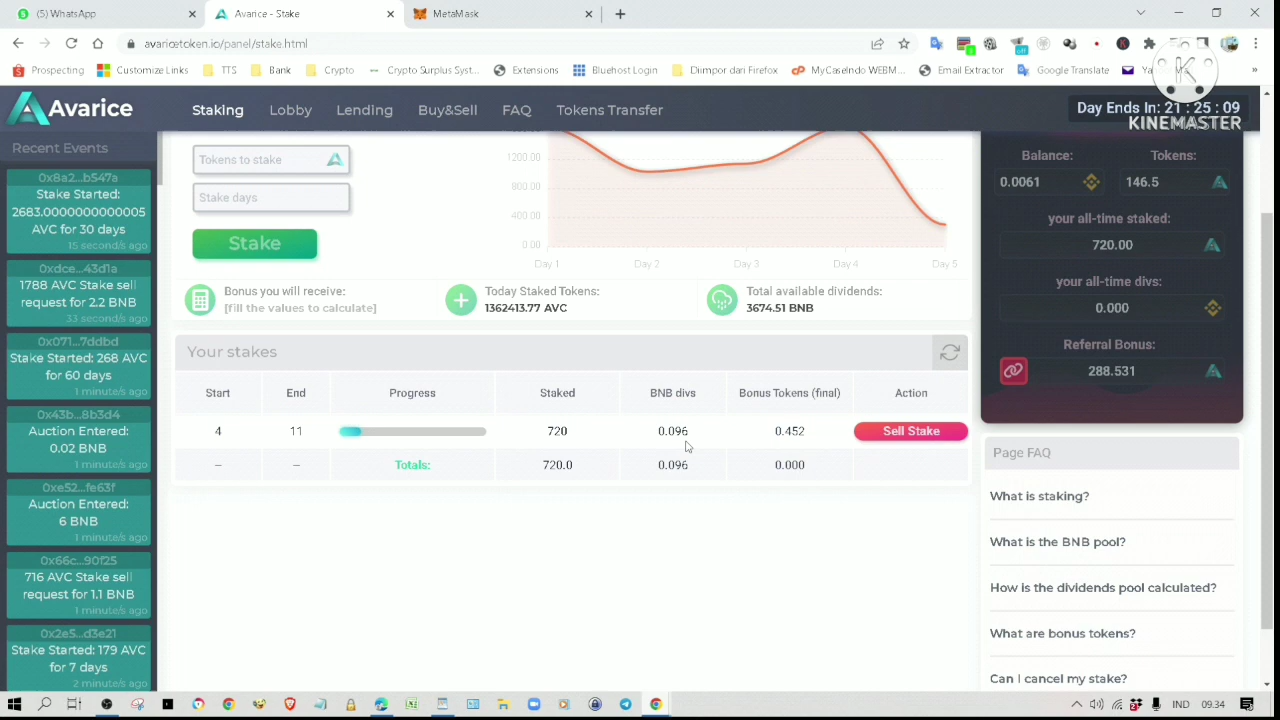 (5) WhatsApp
Avarice - Stake
MetaMask
avaricetoken.io/panel/stake.html
Prospecting
Customize Links
TTS
Bank
Crypto
Crypto Surplus Syst...
Extensions
Bluehost Login
Diimpor dari Firefox
MyCaseIndo WEBM...
Email Extractor
Google Translate
K
KINEMASTER
Avarice
Staking
Lobby
Lending
Buy&Sell
FAQ
Tokens Transfer
Day Ends In: 21 : 25 : 09
Recent Events
0x8a2...b547a
Stake Started:
2683.0000000000005
AVC for 30 days
15 second/s ago
0xdce...43d1a
1788 AVC Stake sell
request for 2.2 BNB
33 second/s ago
0x071...7ddbd
Stake Started: 268 AVC
for 60 days
1 minute/s ago
0x43b...8b3d4
Auction Entered:
0.02 BNB
1 minute/s ago
0xe52...fe63f
Auction Entered:
6 BNB
1 minute/s ago
0x66c...90f25
716 AVC Stake sell
request for 1.1 BNB
1 minute/s ago
0x2e5...d3e21
Stake Started: 179 AVC
for 7 days
2 minute/s ago
Tokens to stake
Stake days
Stake
1200.00
800.00
400.00
0.00
Day 1
Day 2
Day 3
Day 4
Day 5
Bonus you will receive:
[fill the values to calculate]
Today Staked Tokens:
1362413.77 AVC
Total available dividends:
3674.51 BNB
Your stakes
Start End Progress Staked BNB divs Bonus Tokens (final) Action
4 11 720 0.096 0.452 Sell Stake
– – Totals: 720.0 0.096 0.000
Balance: Tokens:
0.0061 146.5
your all-time staked:
720.00
your all-time divs:
0.000
Referral Bonus:
288.531
Page FAQ
What is staking?
What is the BNB pool?
How is the dividends pool calculated?
What are bonus tokens?
Can I cancel my stake?
IND
09.34